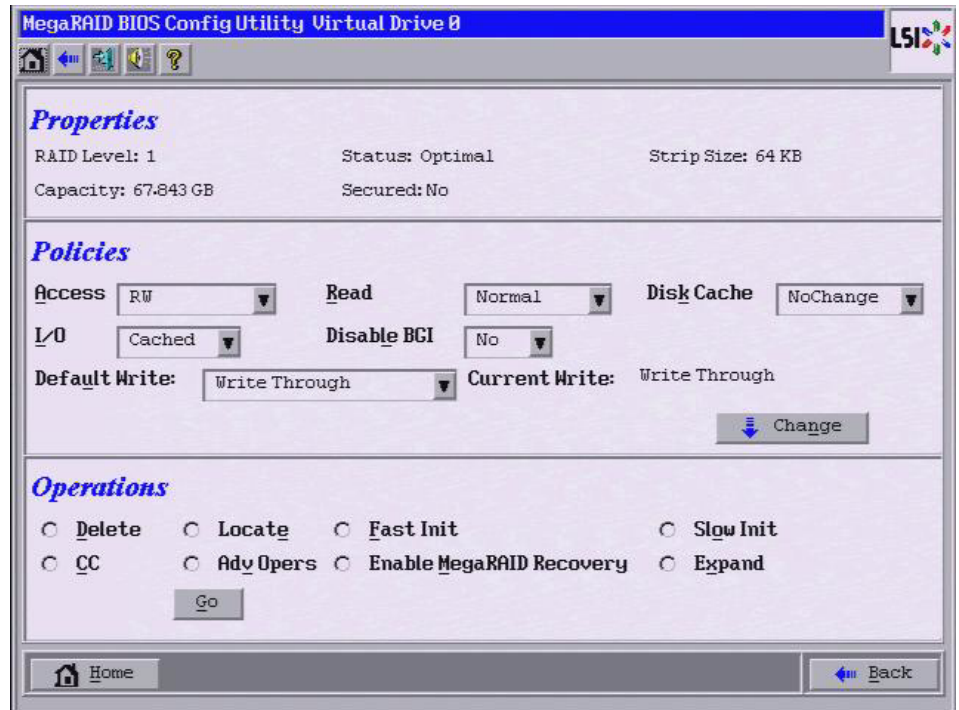 MegaRAID BIOS Config Utility Virtual Drive 0
LSI
?
Properties
RAID Level: 1 Status: Optimal Strip Size: 64 KB
Capacity: 67.843 GB Secured: No
Policies
Access RW Read Normal Disk Cache NoChange
I/O Cached Disable BGI No
Default Write: Write Through Current Write: Write Through
Change
Operations
Delete Locate Fast Init Slow Init
CC Adv Opers Enable MegaRAID Recovery Expand
Go
Home Back